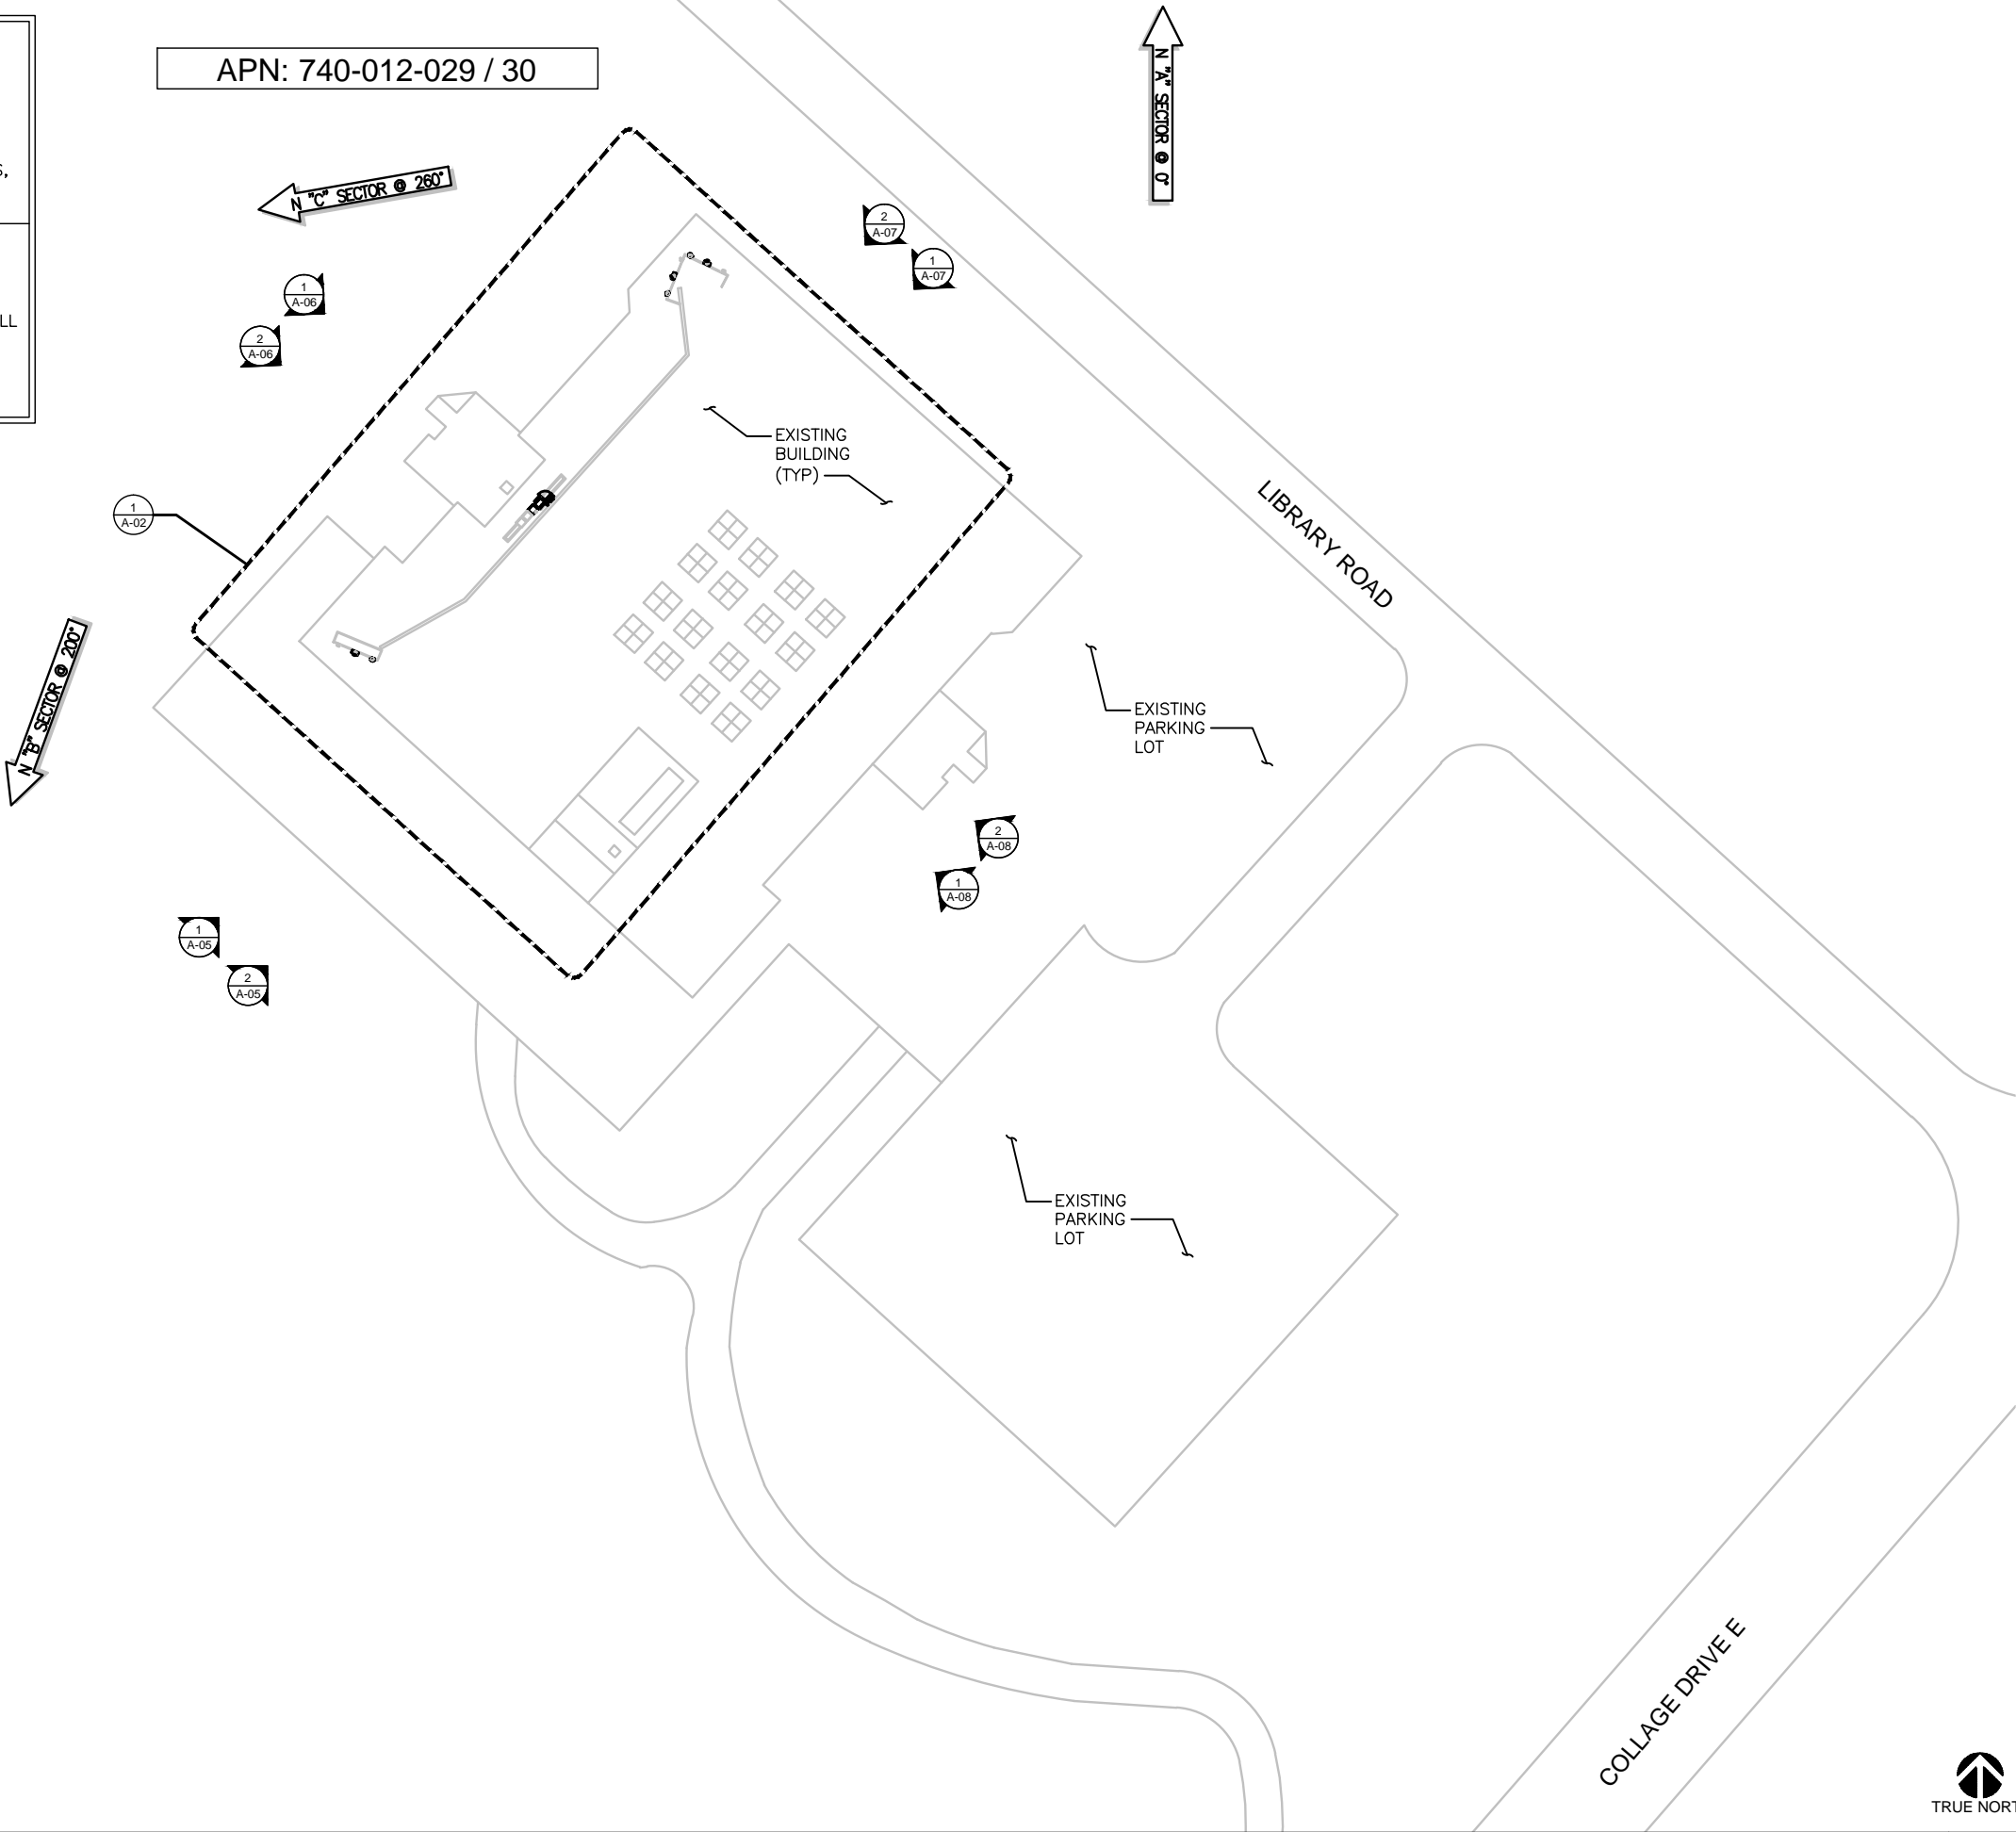 APN: 740-012-029 / 30
N "A" SECTOR @ 0°
S,
N "C" SECTOR @ 260°
2
A-07
1
A-07
1
A-06
LL
2
A-06
EXISTING
BUILDING
(TYP)
1
A-02
LIBRARY ROAD
N "B" SECTOR @ 200°
EXISTING
PARKING
LOT
2
A-08
1
A-08
1
A-05
2
A-05
EXISTING
PARKING
LOT
COLLAGE DRIVE E
TRUE NORT